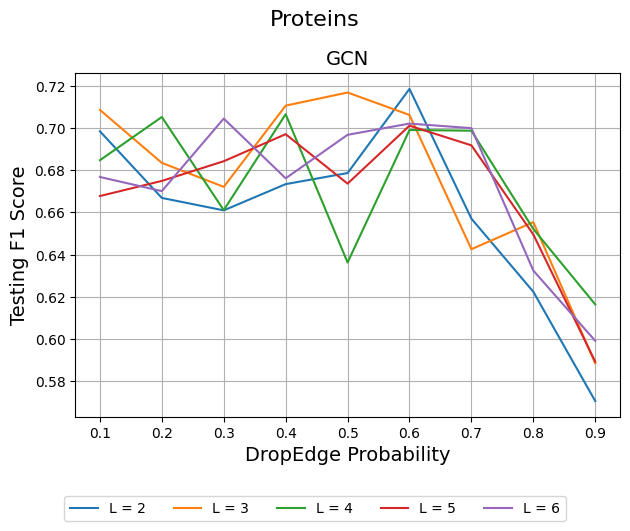 Proteins
GCN
Testing F1 Score
0.72
0.70
0.68
0.66
0.64
0.62
0.60
0.58
0.1 0.2 0.3 0.4 0.5 0.6 0.7 0.8 0.9
DropEdge Probability
L = 2 L = 3 L = 4 L = 5 L = 6